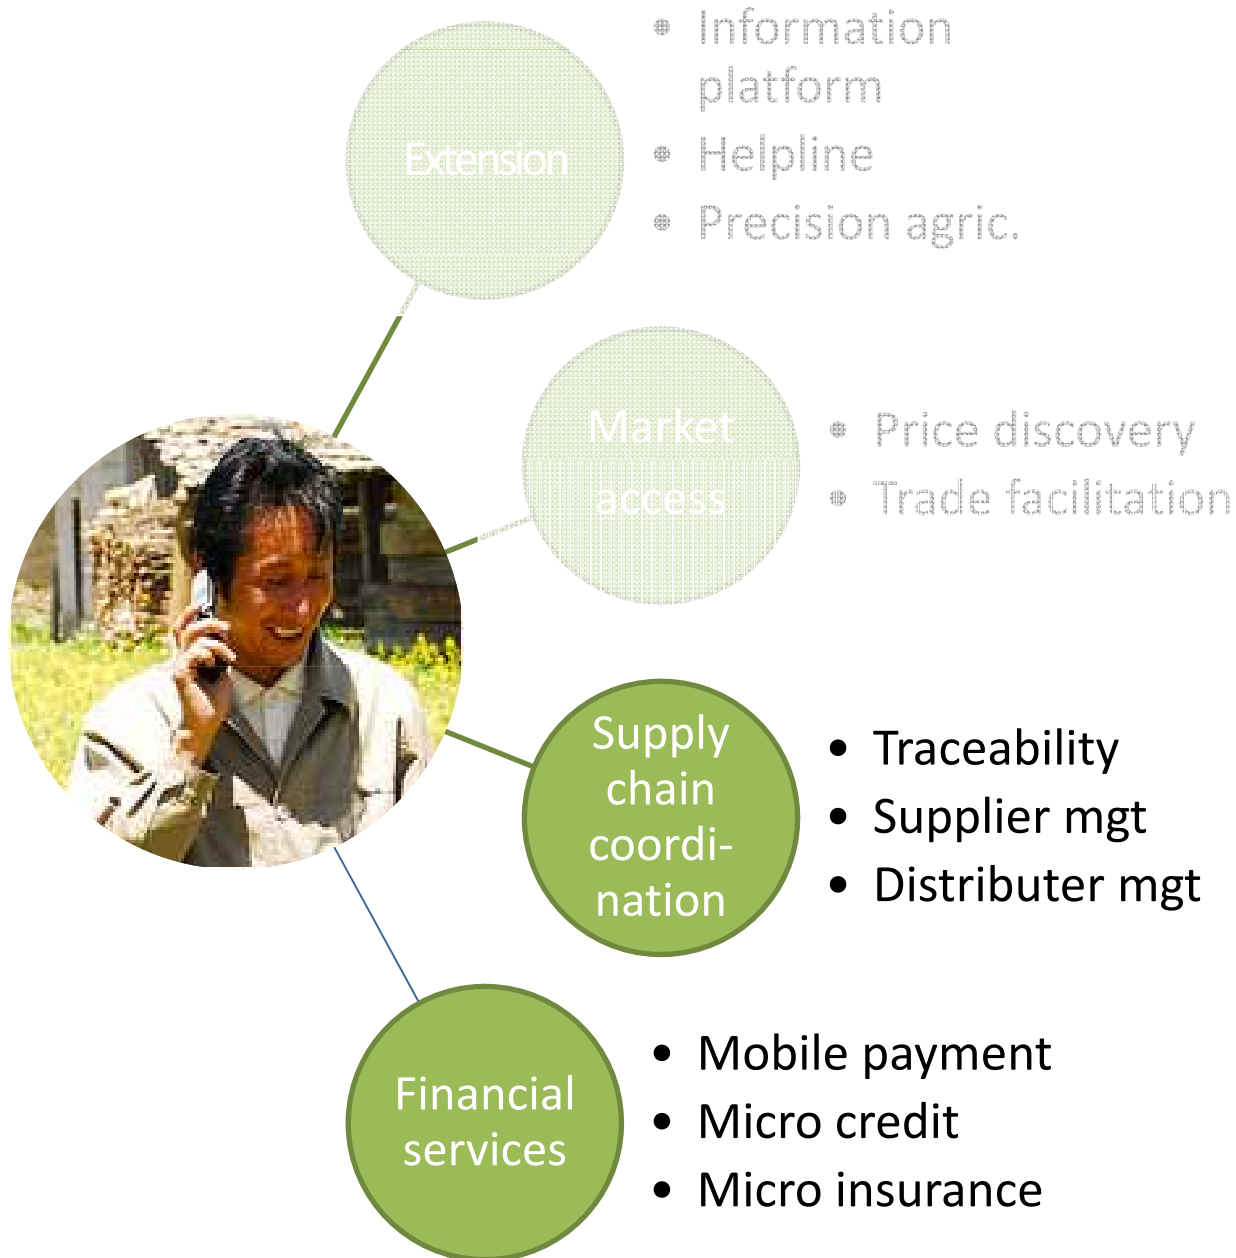 Extension
• Information
platform
• Helpline
• Precision agric.
Market
access
• Price discovery
• Trade facilitation
Supply
chain
coordi-
nation
• Traceability
• Supplier mgt
• Distributer mgt
Financial
services
• Mobile payment
• Micro credit
• Micro insurance